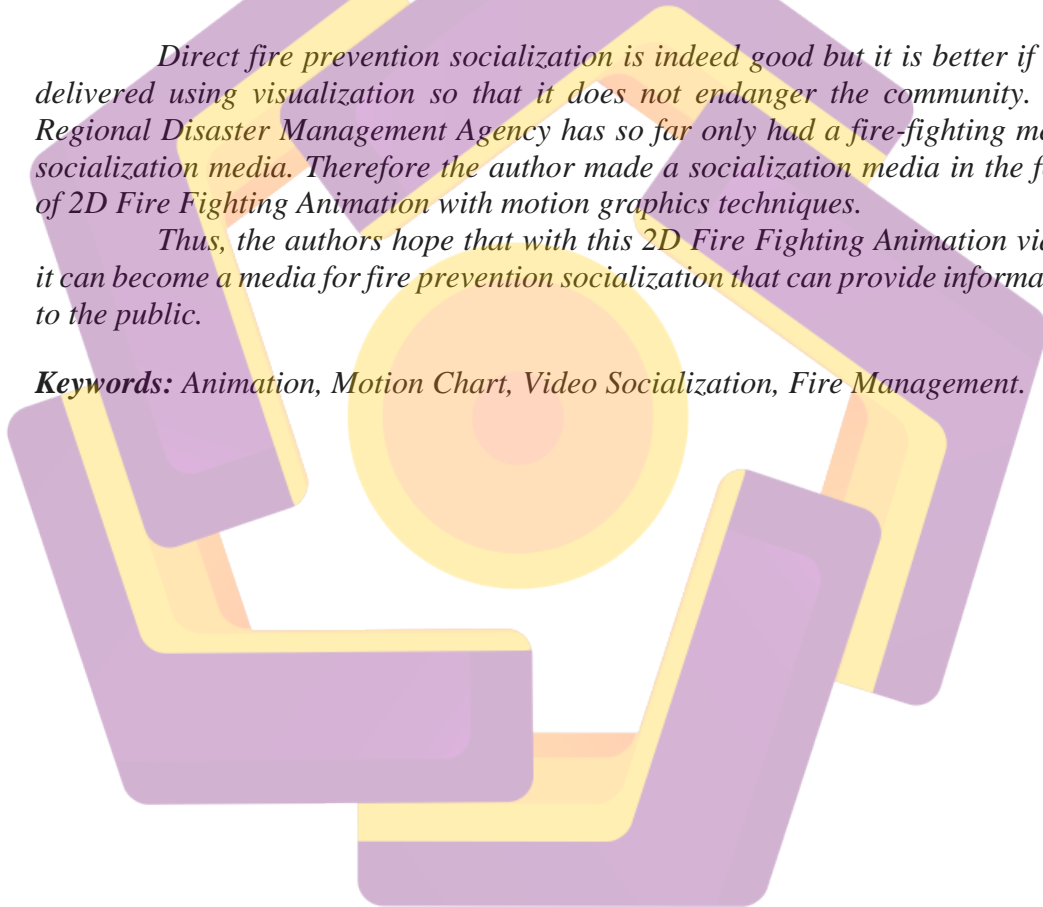 Direct fire prevention socialization is indeed good but it is better if
delivered using visualization so that it does not endanger the community.
Regional Disaster Management Agency has so far only had a fire-fighting
socialization media. Therefore the author made a socialization media in the
of 2D Fire Fighting Animation with motion graphics techniques.
Thus, the authors hope that with this 2D Fire Fighting Animation
it can become a media for fire prevention socialization that can provide
to the public.
Keywords: Animation, Motion Chart, Video Socialization, Fire Management.